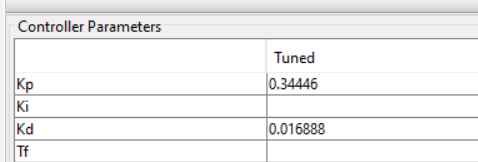 Controller Parameters
Tuned
Kp 0.34446
Ki
Kd 0.016888
Tf